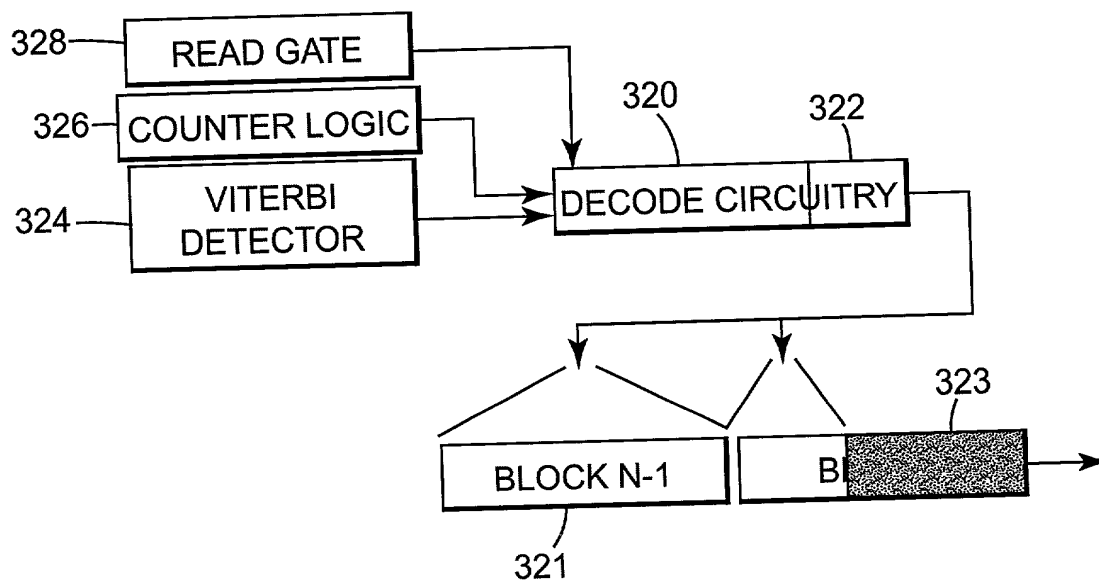 328
READ GATE
326
COUNTER LOGIC
324
VITERBI
DETECTOR
320
322
DECODE CIRCUITRY
323
BLOCK N-1
321